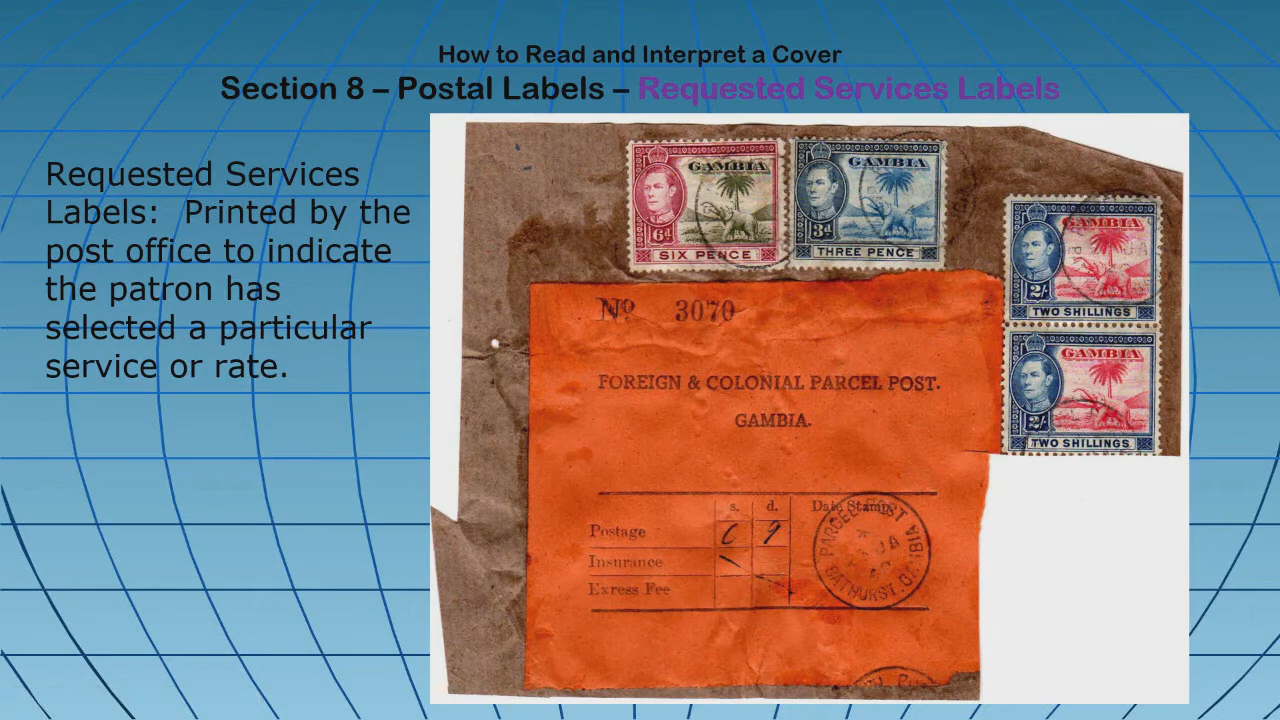 How to Read and Interpret a Cover
Section 8 – Postal Labels – Requested Services Labels
Requested Services
Labels: Printed by the
post office to indicate
the patron has
selected a particular
service or rate.
GAMBIA
6d
SIX PENCE
GAMBIA
3d
THREE PENCE
GAMBIA
2/-
TWO SHILLINGS
GAMBIA
2/-
TWO SHILLINGS
Nº 3070
FOREIGN & COLONIAL PARCEL POST.
GAMBIA.
s. d. Date Stamp.
Postage
Insurance
Exress Fee
PARCEL POST
BATHURST. GAMBIA